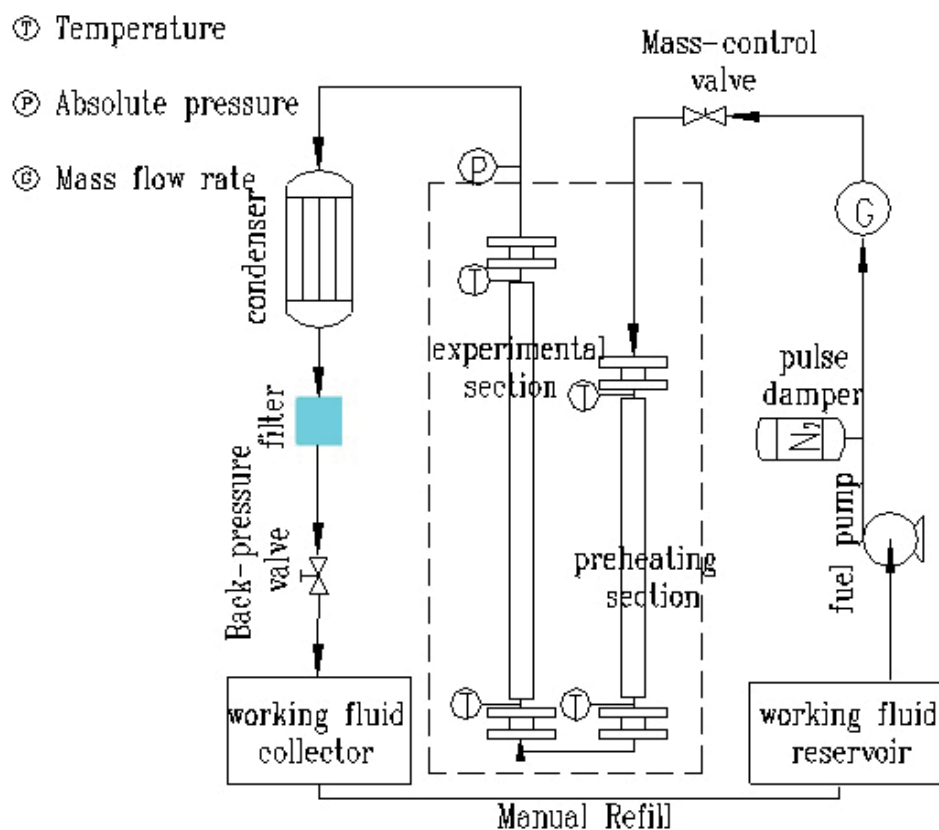 Ⓣ Temperature
Ⓟ Absolute pressure
Ⓖ Mass flow rate
Mass-control
valve
P
G
condenser
T
experimental
section
T
pulse
damper
N₂
filter
fuel pump
Back-pressure
valve
preheating
section
T
T
working fluid
collector
working fluid
reservoir
Manual Refill